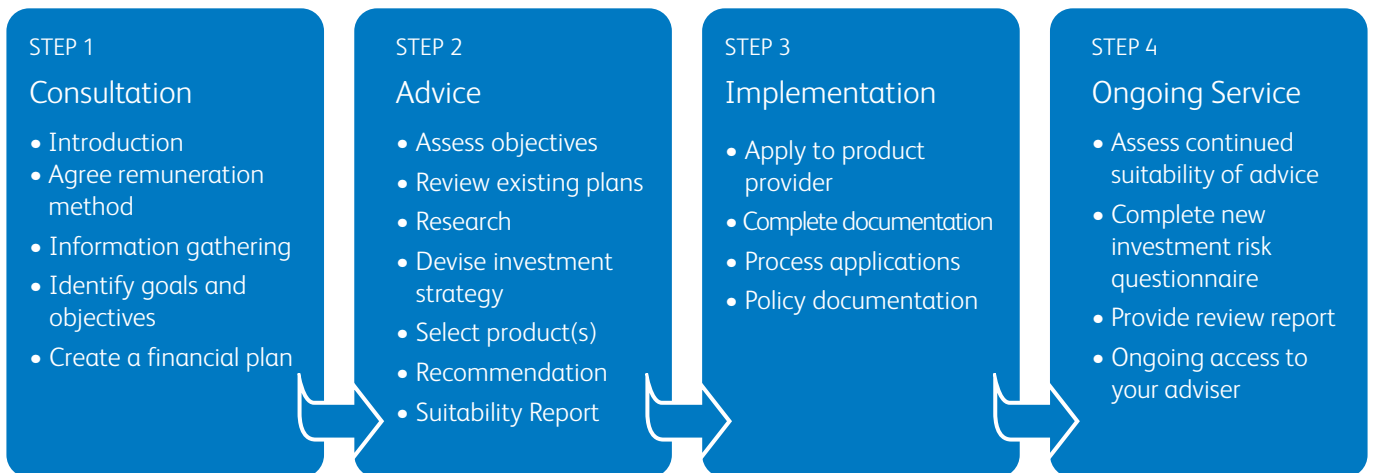 STEP 1
Consultation
• Introduction
• Agree remuneration
method
• Information gathering
• Identify goals and
objectives
• Create a financial plan
STEP 2
Advice
• Assess objectives
• Review existing plans
• Research
• Devise investment
strategy
• Select product(s)
• Recommendation
• Suitability Report
STEP 3
Implementation
• Apply to product
provider
• Complete documentation
• Process applications
• Policy documentation
STEP 4
Ongoing Service
• Assess continued
suitability of advice
• Complete new
investment risk
questionnaire
• Provide review report
• Ongoing access to
your adviser